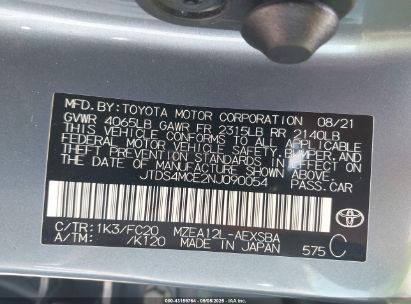 MFD. BY: TOYOTA MOTOR CORPORATION 08/21
GVWR 4065LB GAWR FR 2315LB RR 2140LB
THIS VEHICLE CONFORMS TO ALL APPLICABLE
FEDERAL MOTOR VEHICLE SAFETY, BUMPER, AND
THEFT PREVENTION STANDARDS IN EFFECT ON THE
DATE OF MANUFACTURE SHOWN ABOVE.
JTDS4MCE2NJ090054 PASS.CAR
C/TR: 1K3/FC20 MZEA12L-AEXSBA
A/TM: /K120 MADE IN JAPAN 575 C
TOYOTA